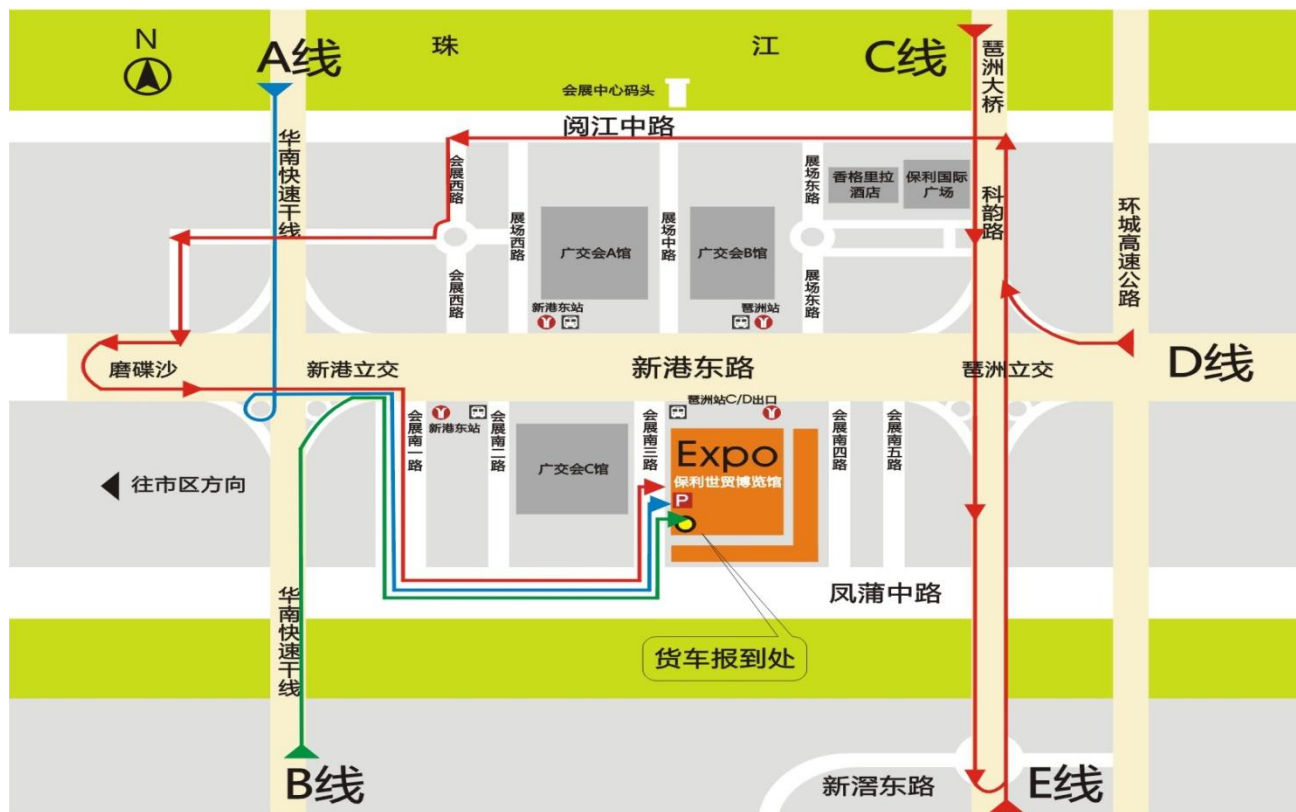 N
A线
珠 江
C线
琵洲大桥
会展中心码头
阅江中路
华南快速干线
会展西路
展场西路
展场中路
展场东路
香格里拉
酒店
保利国际
广场
科韵路
环城高速公路
广交会A馆
广交会B馆
会展西路
展场东路
新港东站
琶洲站
磨碟沙
新港立交
新港东路
琶洲立交
D线
琶洲站C/D出口
会展南一路
新港东站
会展南二路
会展南三路
会展南四路
会展南五路
广交会C馆
Expo
保利世贸博览馆
P
往市区方向
华南快速干线
凤蒲中路
货车报到处
B线
新滘东路
E线